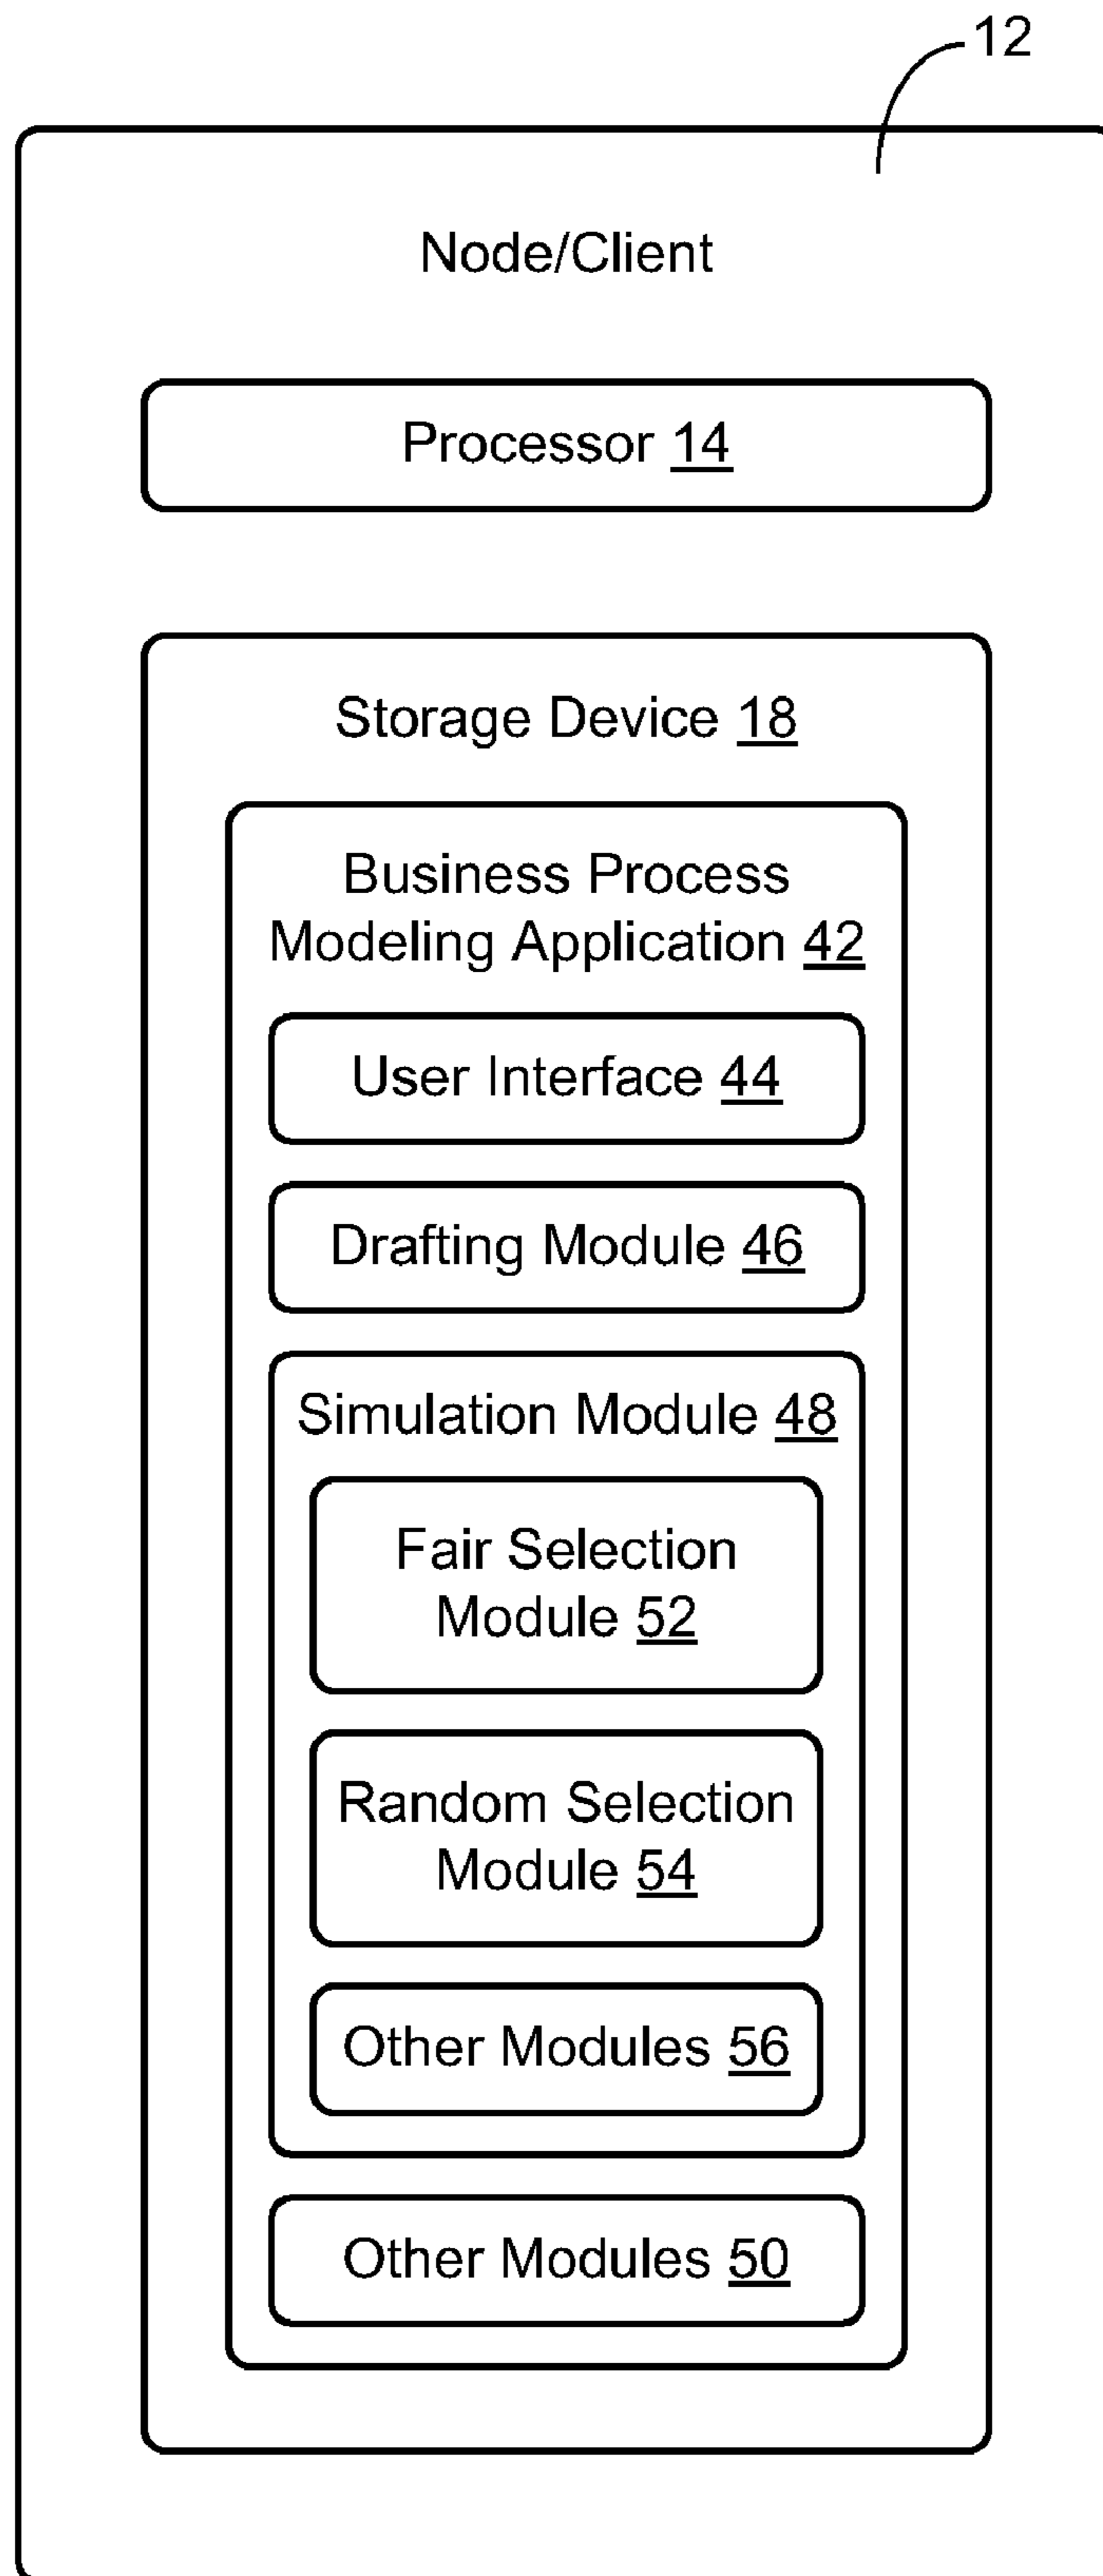 12
Node/Client
Processor 14
Storage Device 18
Business Process
Modeling Application 42
User Interface 44
Drafting Module 46
Simulation Module 48
Fair Selection
Module 52
Random Selection
Module 54
Other Modules 56
Other Modules 50